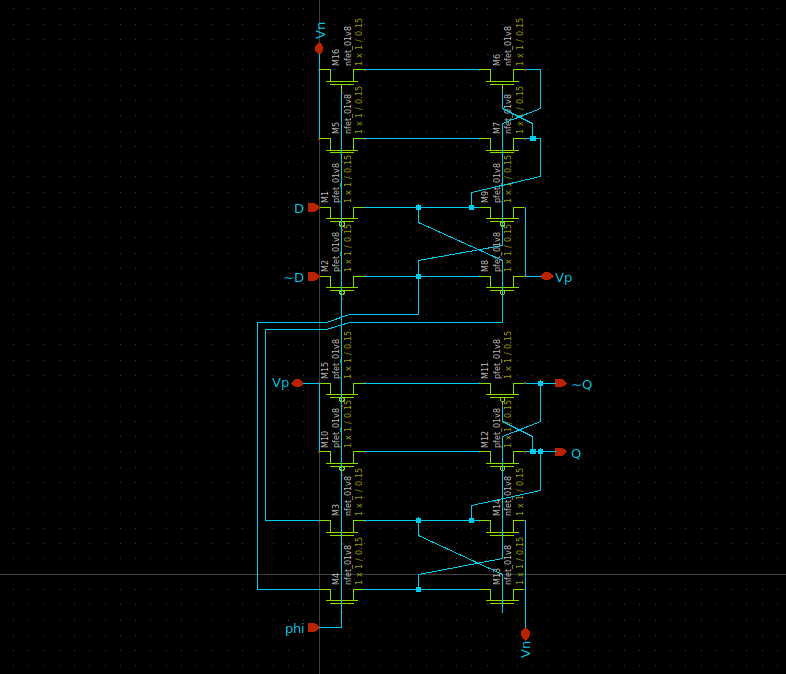 Vn
M16
nfet_01v8
1 x 1 / 0.15
M6
nfet_01v8
1 x 1 / 0.15
M5
nfet_01v8
1 x 1 / 0.15
M7
nfet_01v8
1 x 1 / 0.15
D
M1
pfet_01v8
1 x 1 / 0.15
M9
pfet_01v8
1 x 1 / 0.15
~D
M2
pfet_01v8
1 x 1 / 0.15
M8
pfet_01v8
1 x 1 / 0.15
Vp
Vp
M15
pfet_01v8
1 x 1 / 0.15
M11
pfet_01v8
1 x 1 / 0.15
~Q
M10
pfet_01v8
1 x 1 / 0.15
M12
pfet_01v8
1 x 1 / 0.15
Q
M3
nfet_01v8
1 x 1 / 0.15
nfet_01v8
1 x 1 / 0.15
M4
nfet_01v8
1 x 1 / 0.15
M13
nfet_01v8
1 x 1 / 0.15
phi
Vn